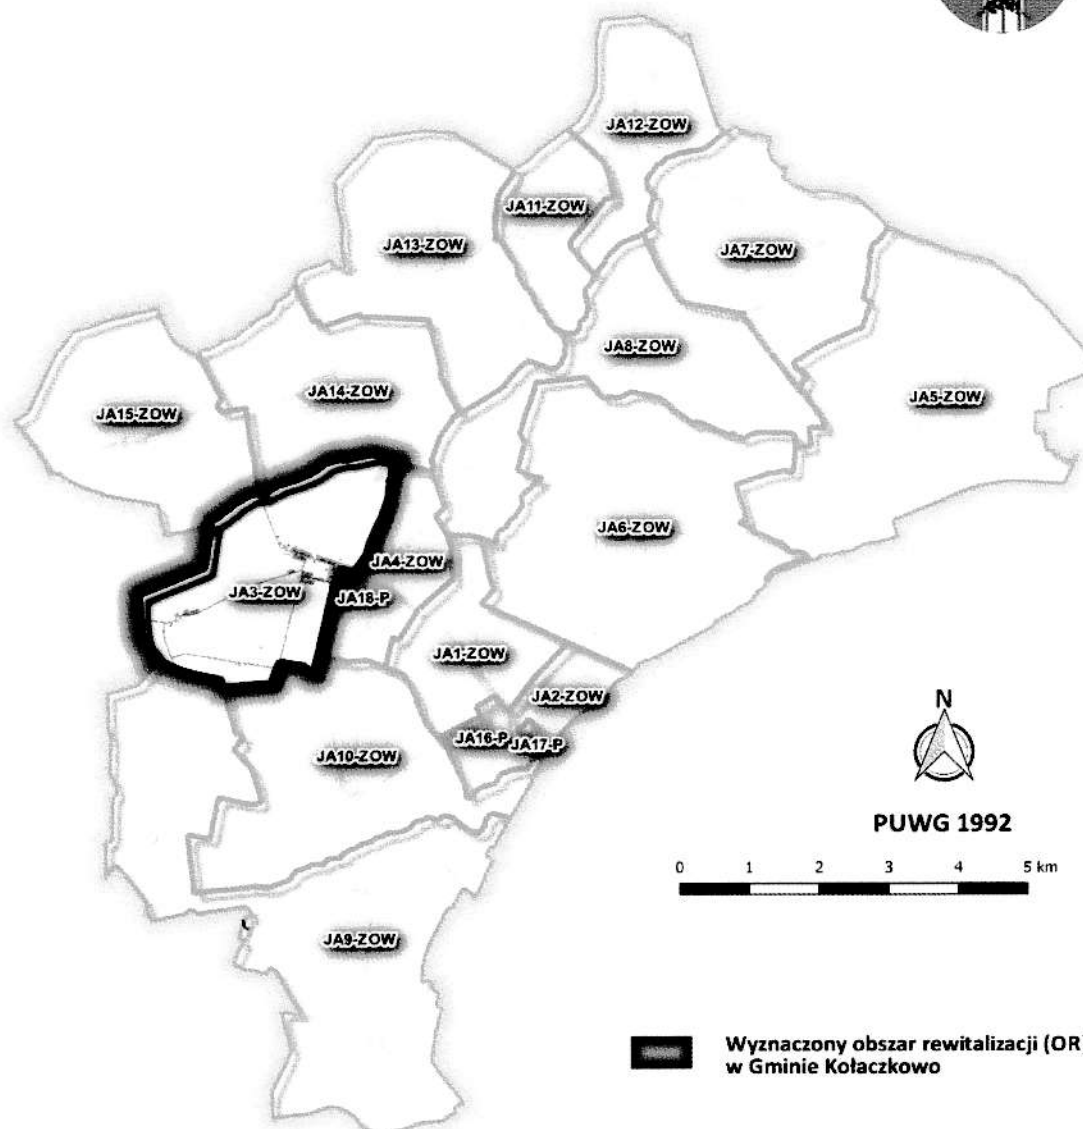 JA12-ZOW
JA11-ZOW
JA13-ZOW
JA7-ZOW
JA8-ZOW
JA14-ZOW
JA5-ZOW
JA15-ZOW
JA6-ZOW
JA4-ZOW
JA3-ZOW
JA18-P
JA1-ZOW
JA2-ZOW
JA16-P
JA17-P
JA10-ZOW
JA9-ZOW
N
PUWG 1992
0 1 2 3 4 5 km
Wyznaczony obszar rewitalizacji (OR
w Gminie Kołaczkowo